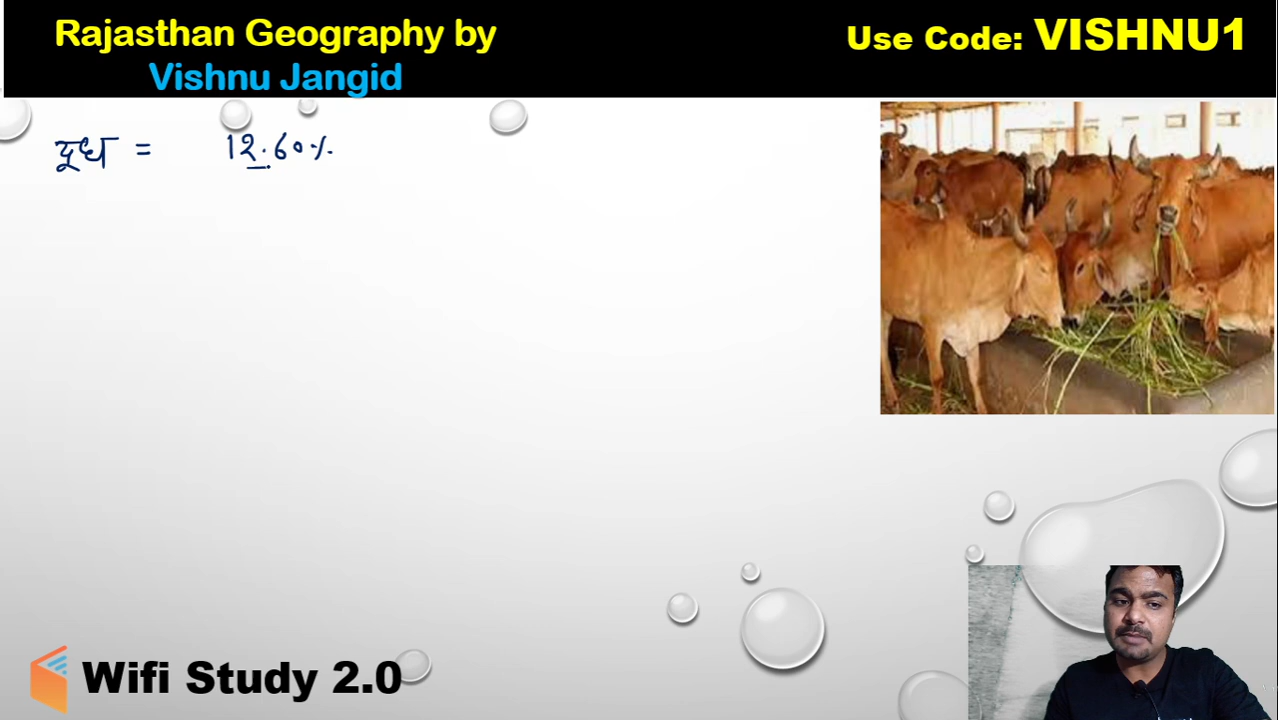 Rajasthan Geography by
Vishnu Jangid
Use Code: VISHNU1
दूध = 12.60%
Wifi Study 2.0